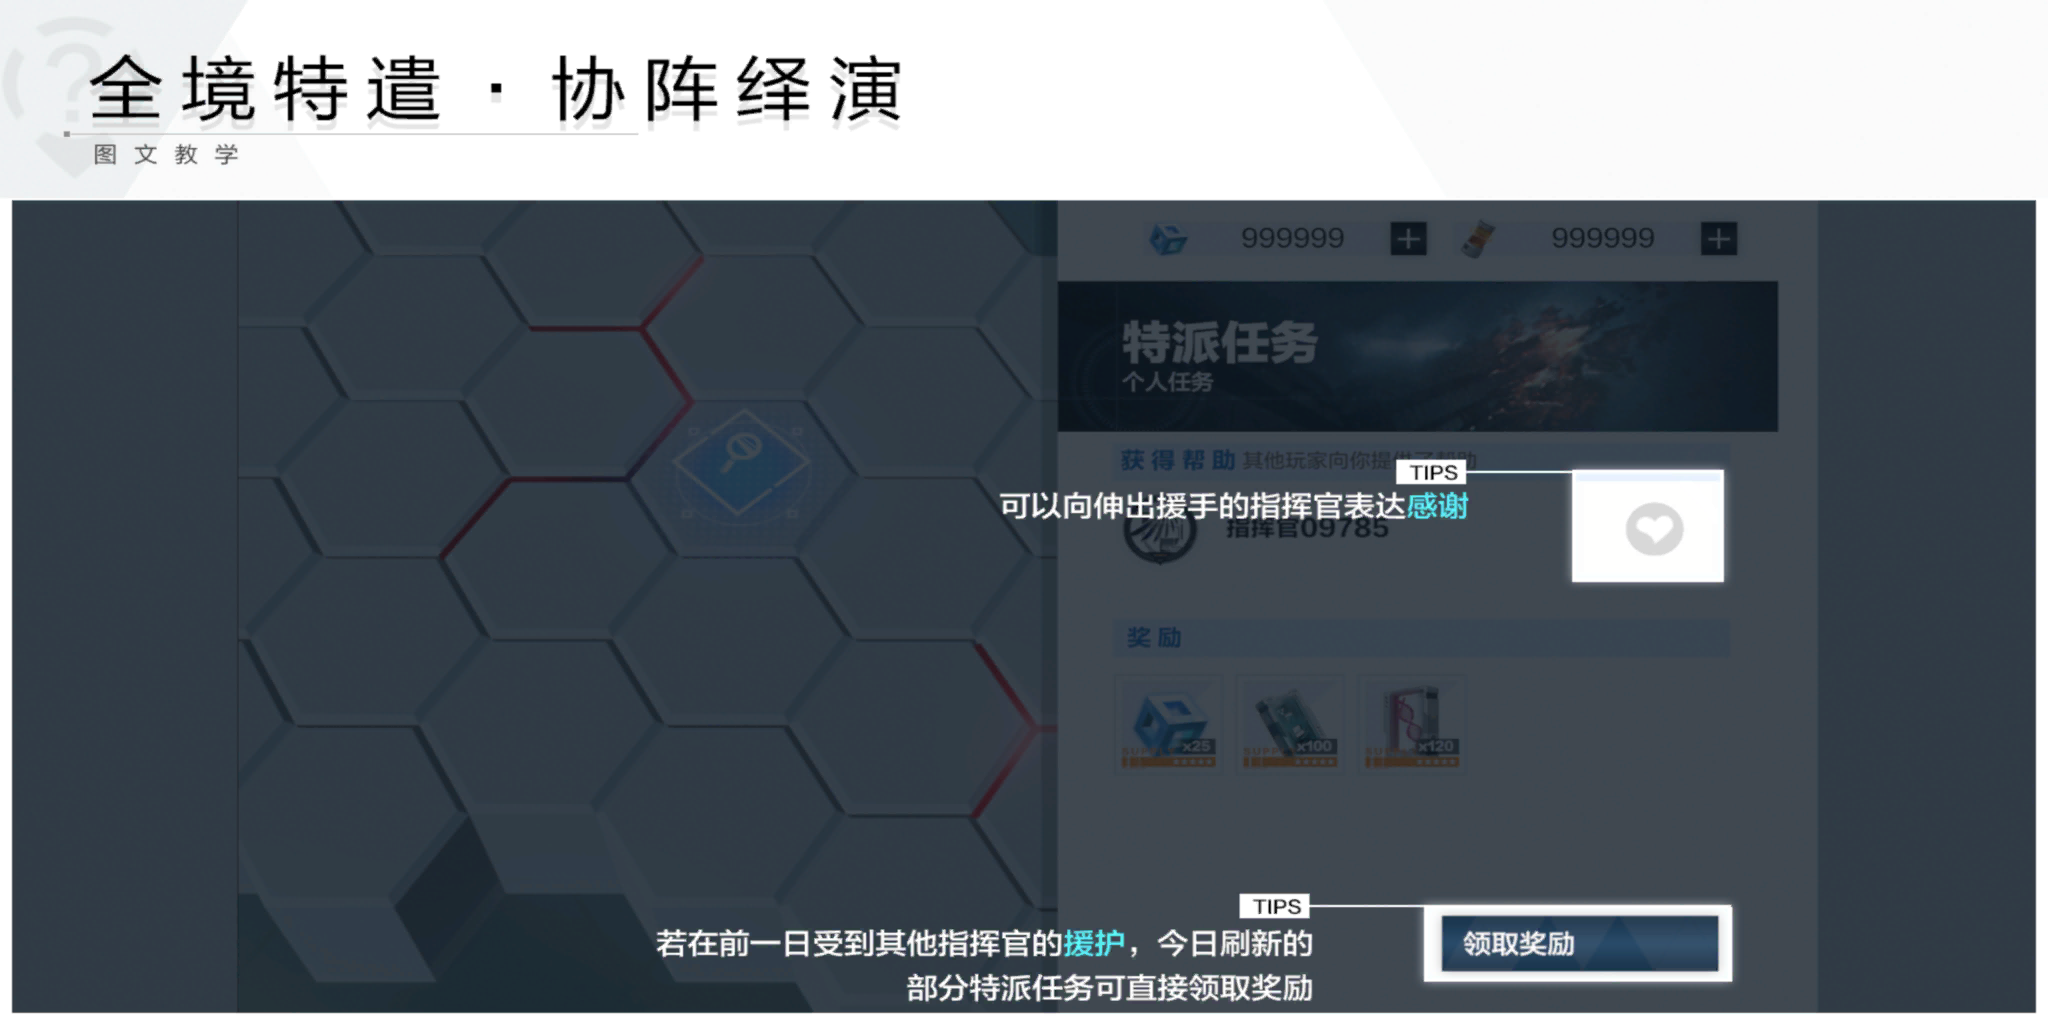 全境特遣·协阵绎演
图文教学
999999
999999
特派任务
个人任务
获得帮助 其他玩家向你提供了帮助
TIPS
可以向伸出援手的指挥官表达感谢
指挥官09785
奖励
x25
x100
x120
TIPS
若在前一日受到其他指挥官的援护，今日刷新的
部分特派任务可直接领取奖励
领取奖励